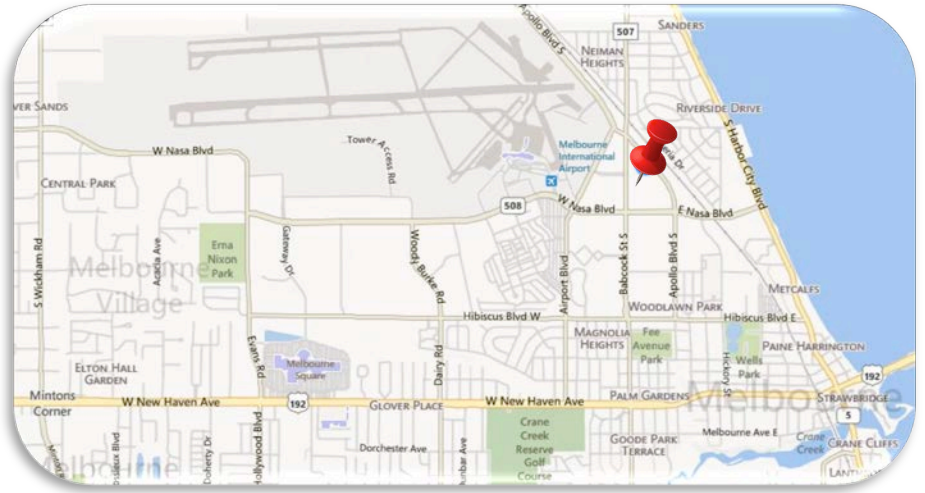 Apollo Blvd S
507
SANDERS
NEIMAN
HEIGHTS
VER SANDS
RIVERSIDE DRIVE
S Harbor City Blvd
Tower Access Rd
Melbourne
International
Airport
W Nasa Blvd
CENTRAL PARK
508
W Nasa Blvd
E Nasa Blvd
S Wickham Rd
Acacia Ave
Erna
Nixon
Park
Gateway Dr
Woody Burke Rd
Airport Blvd
Babcock St S
Apollo Blvd S
Melbourne
Village
METCALFS
WOODLAWN PARK
Hibiscus Blvd W
Hibiscus Blvd E
MAGNOLIA
HEIGHTS
Fee
Avenue
Park
PAINE HARRINGTON
Evans Rd
Melbourne
Square
Dairy Rd
Hickory St
Wells
Park
ELTON HALL
GARDEN
192
Mintons
Corner
W New Haven Ave
192
GLOVER PLACE
W New Haven Ave
PALM GARDENS
Melbourne
STRAWBRIDGE
5
Crane
Creek
Reserve
Golf
Course
GOODE PARK
TERRACE
Melbourne Ave E
Crane
Creek
CRANE CLIFFS
Hollywood Blvd
Doherty Dr
Dorchester Ave
Melbourne